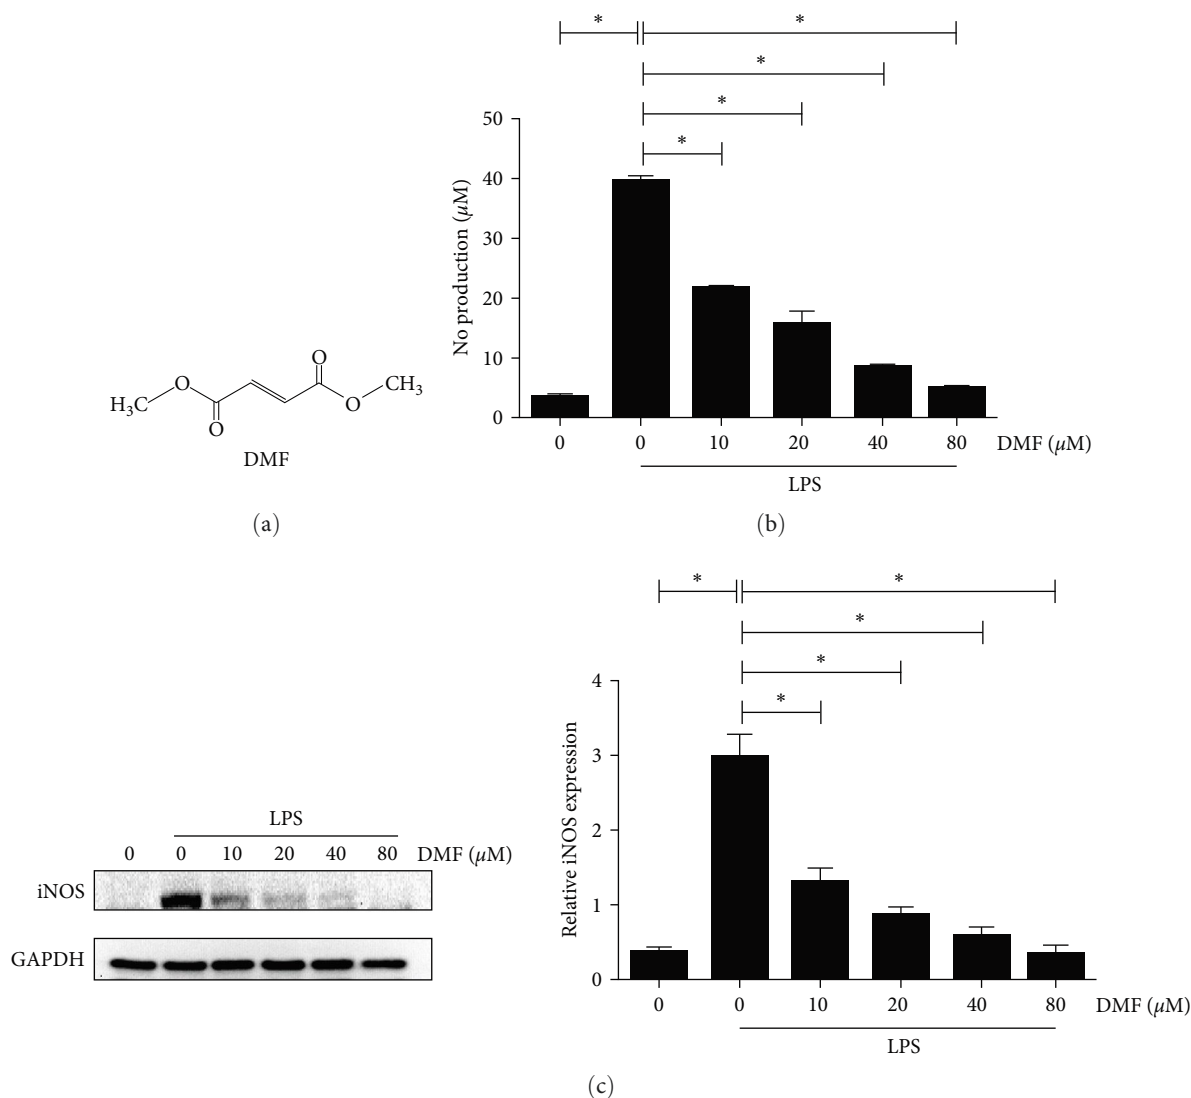 * *
*
*
*
50
40
30
20
10
0
No production (μM)
0 0 10 20 40 80 DMF (μM)
LPS
O
O
H₃C
CH₃
O
O
DMF
(a)
(b)
* *
*
*
*
4
3
2
1
0
Relative iNOS expression
0 0 10 20 40 80 DMF (μM)
LPS
LPS
0 0 10 20 40 80 DMF (μM)
iNOS
GAPDH
(c)